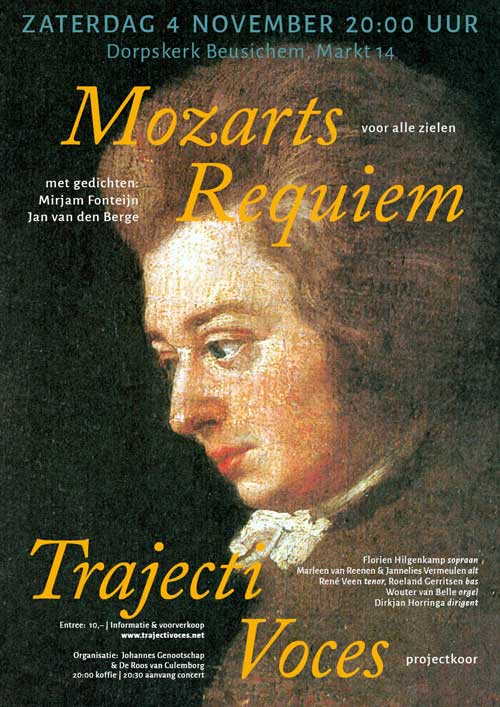 ZATERDAG 4 NOVEMBER 20:00 UUR
Dorpskerk Beusichem, Markt 14
Mozarts
voor alle zielen
Requiem
met gedichten:
Mirjam Fonteijn
Jan van den Berge
Trajecti
Voces
projectkoor
Florien Hilgenkamp sopraan
Marleen van Reenen & Jannelies Vermeulen alt
René Veen tenor, Roeland Gerritsen bas
Wouter van Belle orgel
Dirkjan Horringa dirigent
Entree: 10,– | Informatie & voorverkoop
www.trajectivoces.net
Organisatie: Johannes Genootschap
& De Roos van Culemborg
20:00 koffie | 20:30 aanvang concert